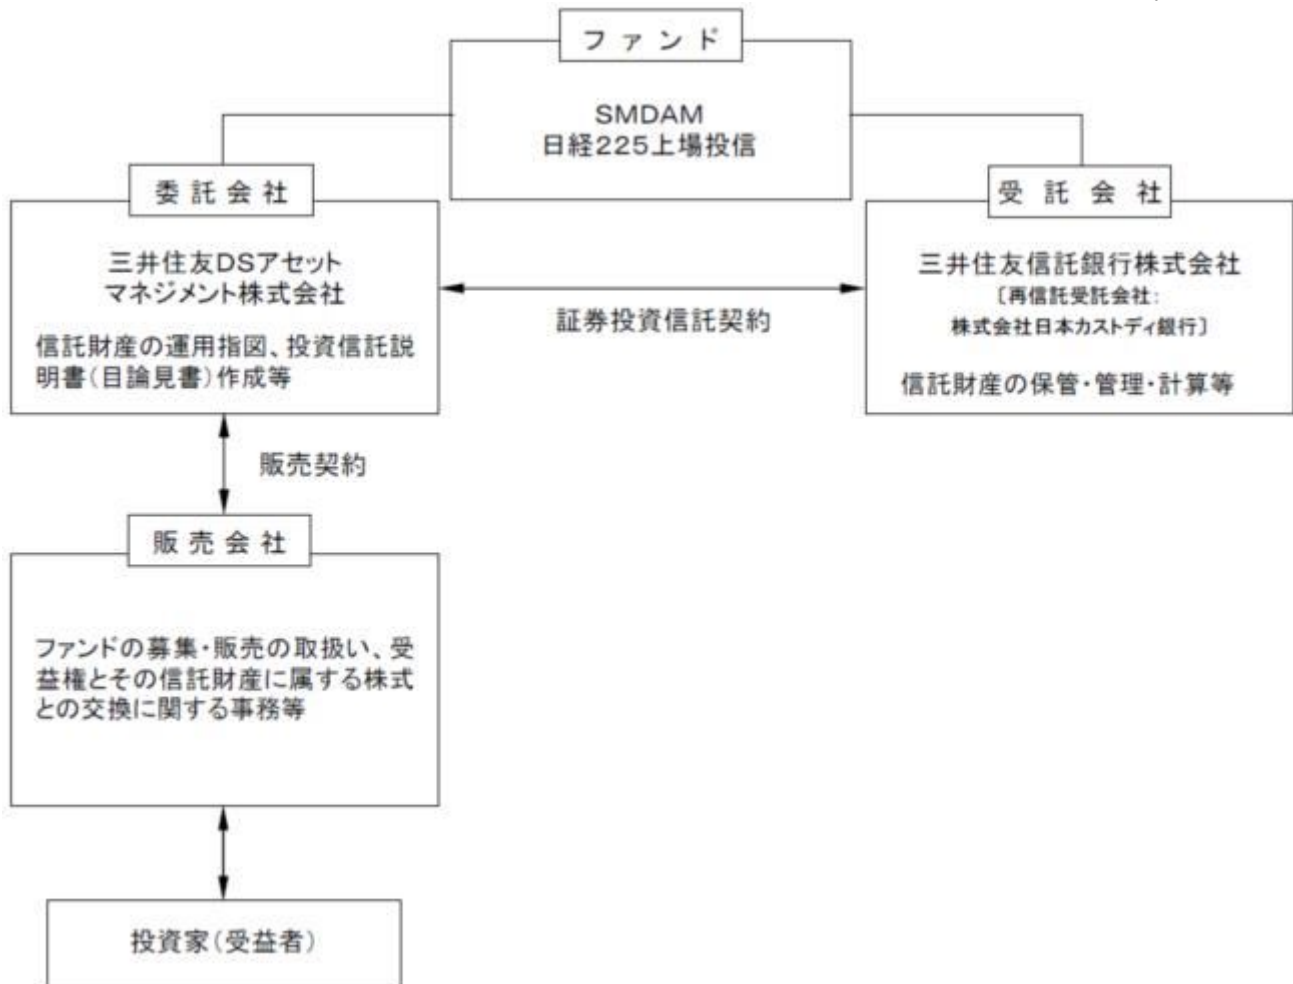 ファンド
SMDAM
日経225上場投信
委託会社
三井住友DSアセット
マネジメント株式会社
信託財産の運用指図、投資信託説
明書(目論見書)作成等
証券投資信託契約
受託会社
三井住友信託銀行株式会社
〔再信託受託会社:
株式会社日本カストディ銀行〕
信託財産の保管・管理・計算等
販売契約
販売会社
ファンドの募集・販売の取扱い、受
益権とその信託財産に属する株式
との交換に関する事務等
投資家(受益者)